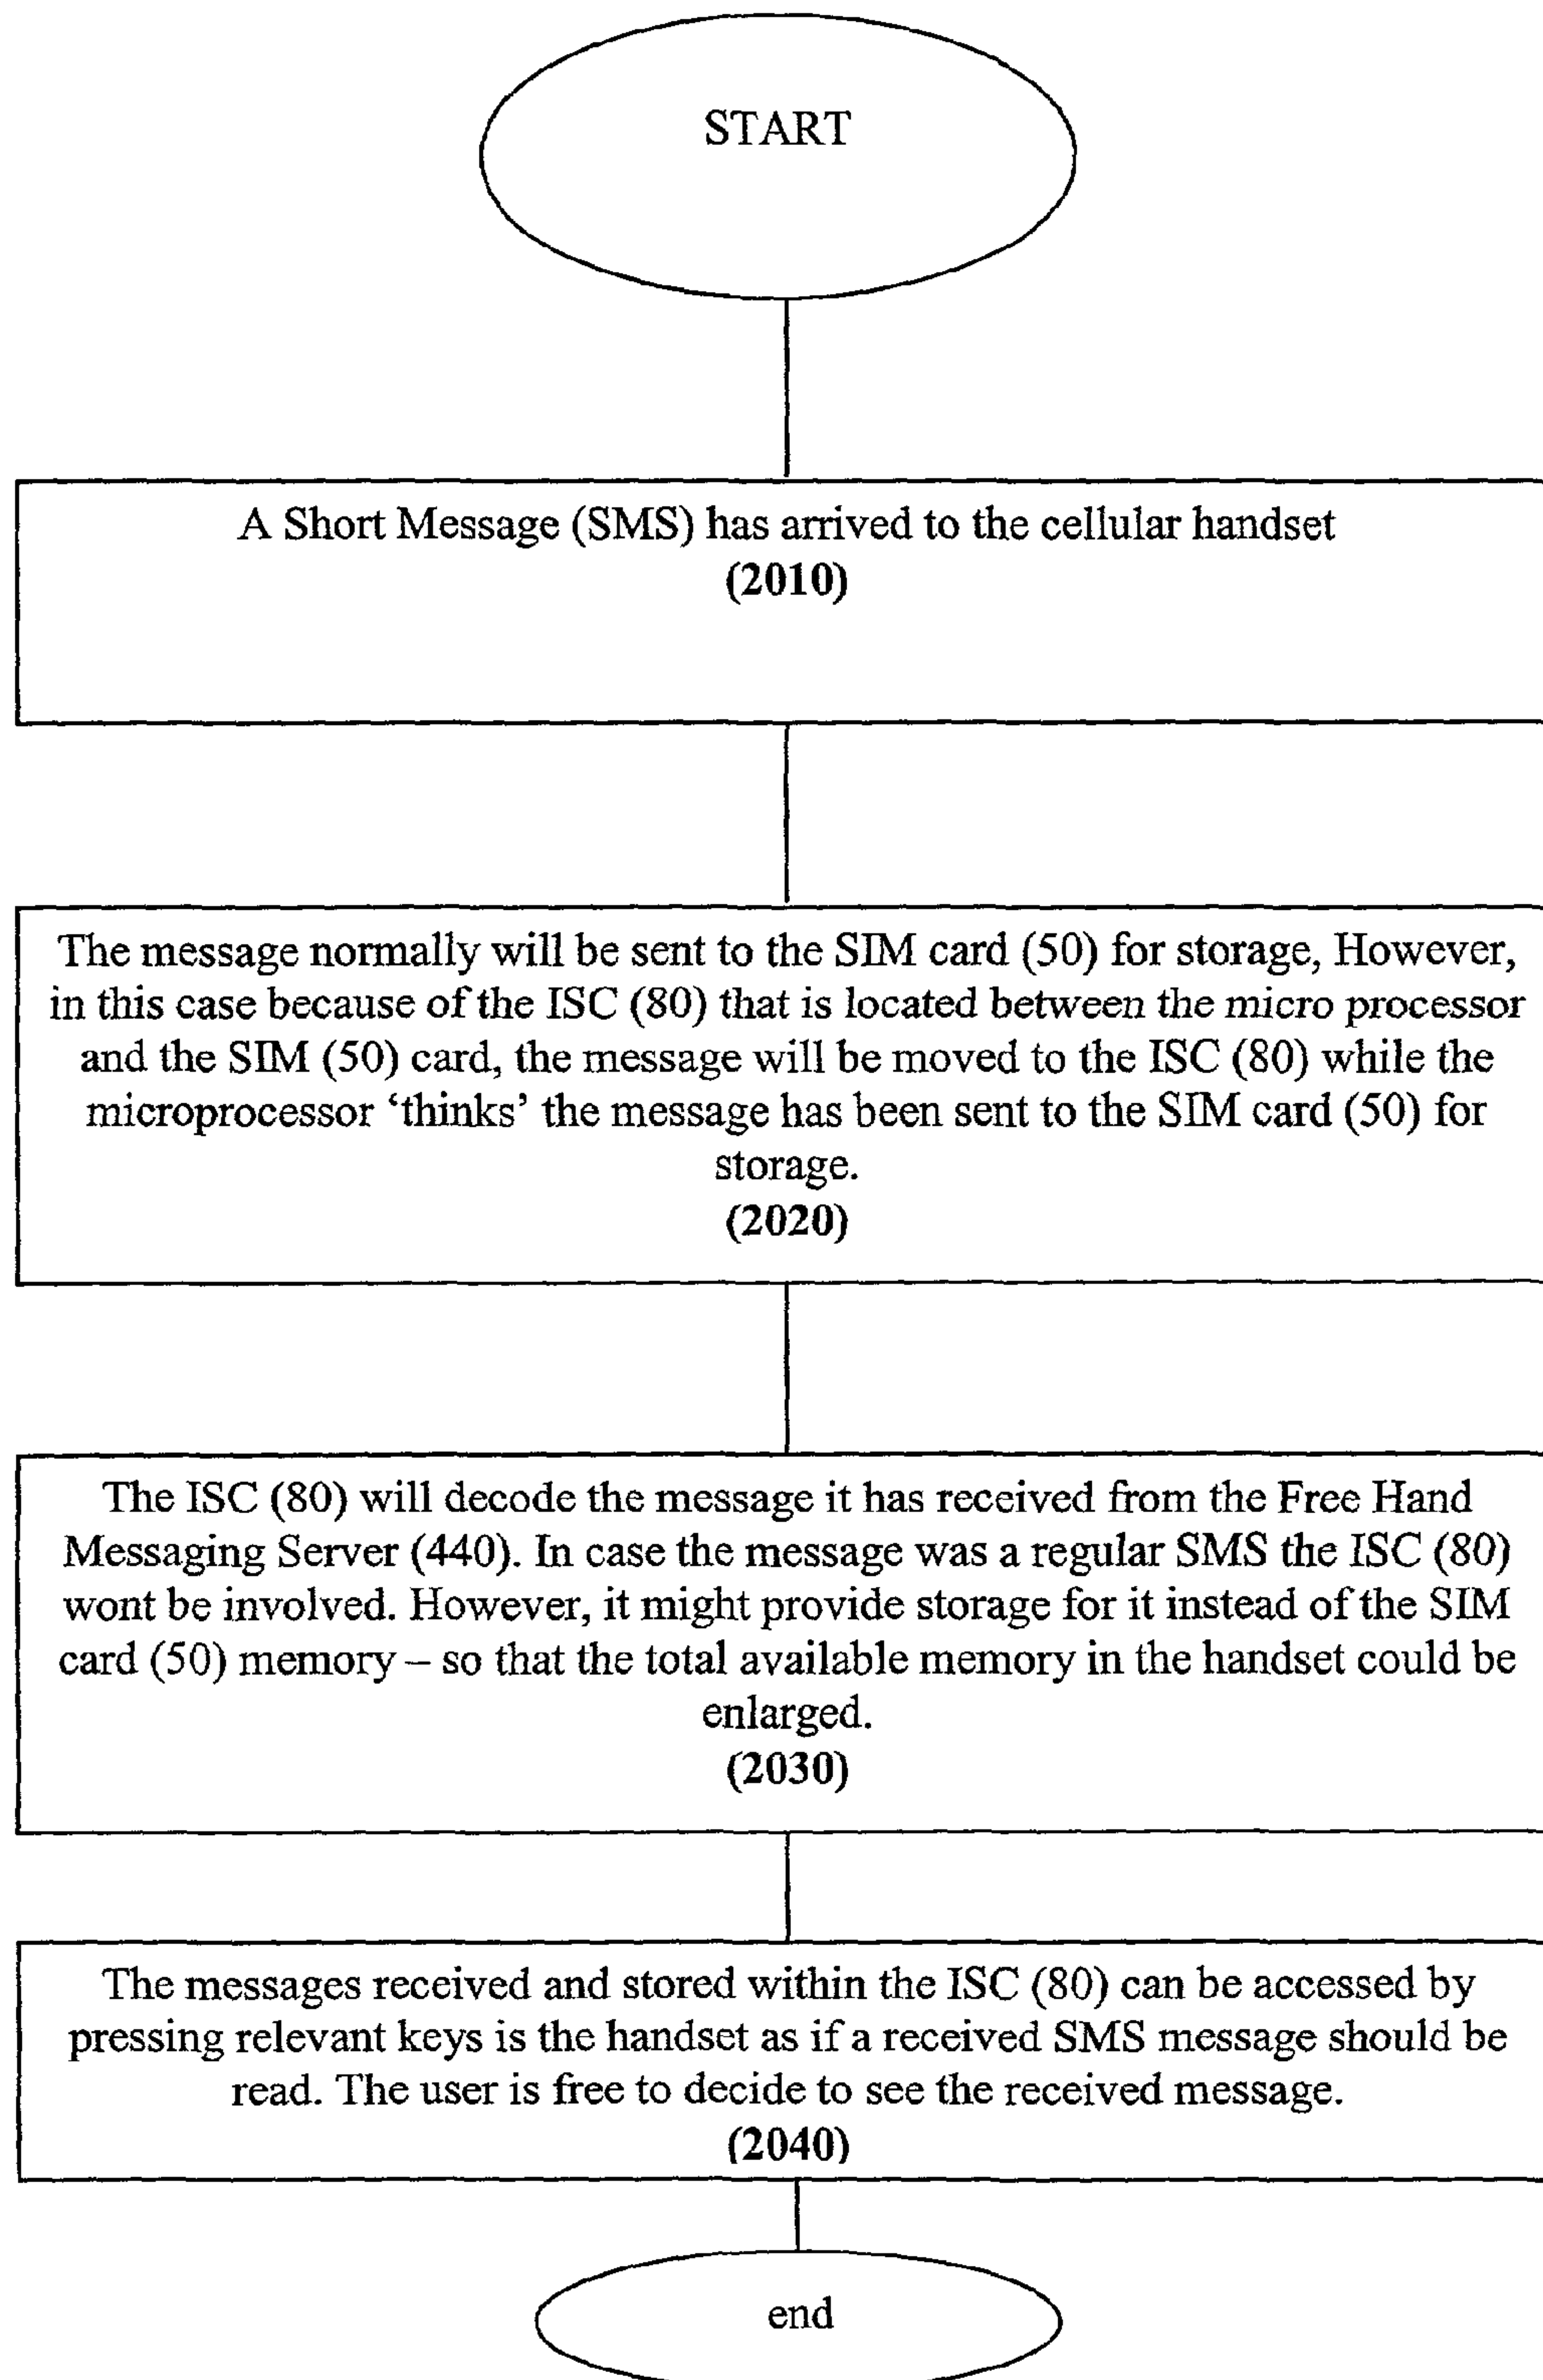 START
A Short Message (SMS) has arrived to the cellular handset
(2010)
The message normally will be sent to the SIM card (50) for storage, However,
in this case because of the ISC (80) that is located between the micro processor
and the SIM (50) card, the message will be moved to the ISC (80) while the
microprocessor ‘thinks’ the message has been sent to the SIM card (50) for
storage.
(2020)
The ISC (80) will decode the message it has received from the Free Hand
Messaging Server (440). In case the message was a regular SMS the ISC (80)
wont be involved. However, it might provide storage for it instead of the SIM
card (50) memory – so that the total available memory in the handset could be
enlarged.
(2030)
The messages received and stored within the ISC (80) can be accessed by
pressing relevant keys is the handset as if a received SMS message should be
read. The user is free to decide to see the received message.
(2040)
end